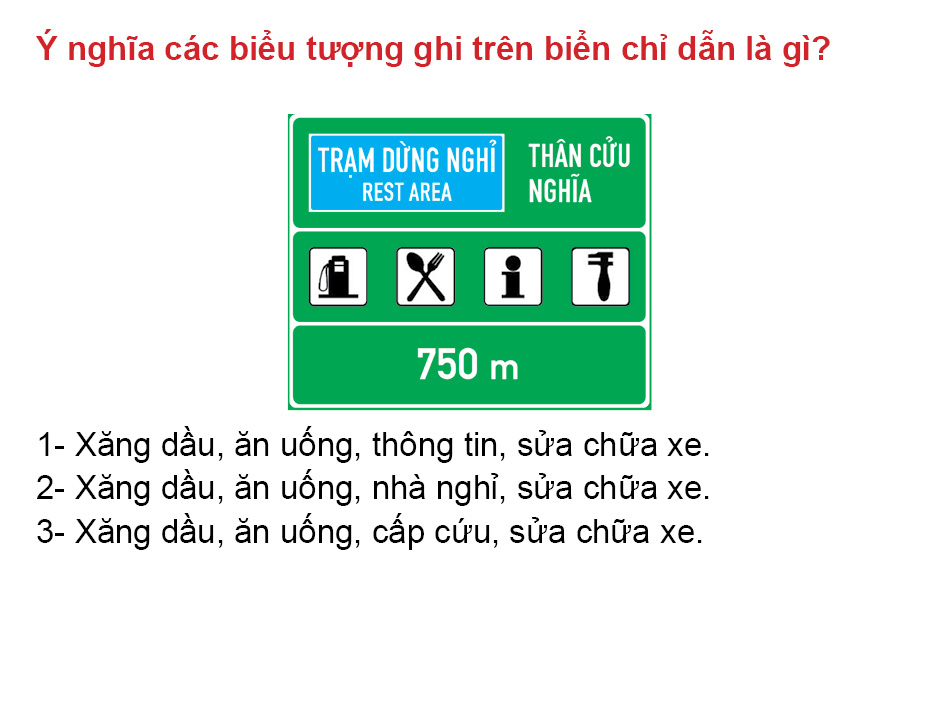 Ý nghĩa các biểu tượng ghi trên biển chỉ dẫn là gì?
TRẠM DỪNG NGHỈ
REST AREA
THÂN CỬU
NGHĨA
750 m
1- Xăng dầu, ăn uống, thông tin, sửa chữa xe.
2- Xăng dầu, ăn uống, nhà nghỉ, sửa chữa xe.
3- Xăng dầu, ăn uống, cấp cứu, sửa chữa xe.